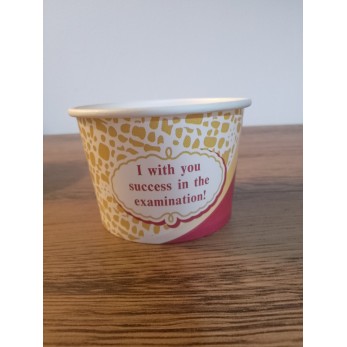 I with you
success in the
examination!